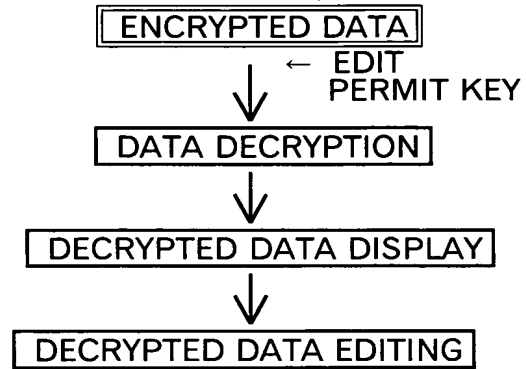 ENCRYPTED DATA
← EDIT
PERMIT KEY
DATA DECRYPTION
DECRYPTED DATA DISPLAY
DECRYPTED DATA EDITING